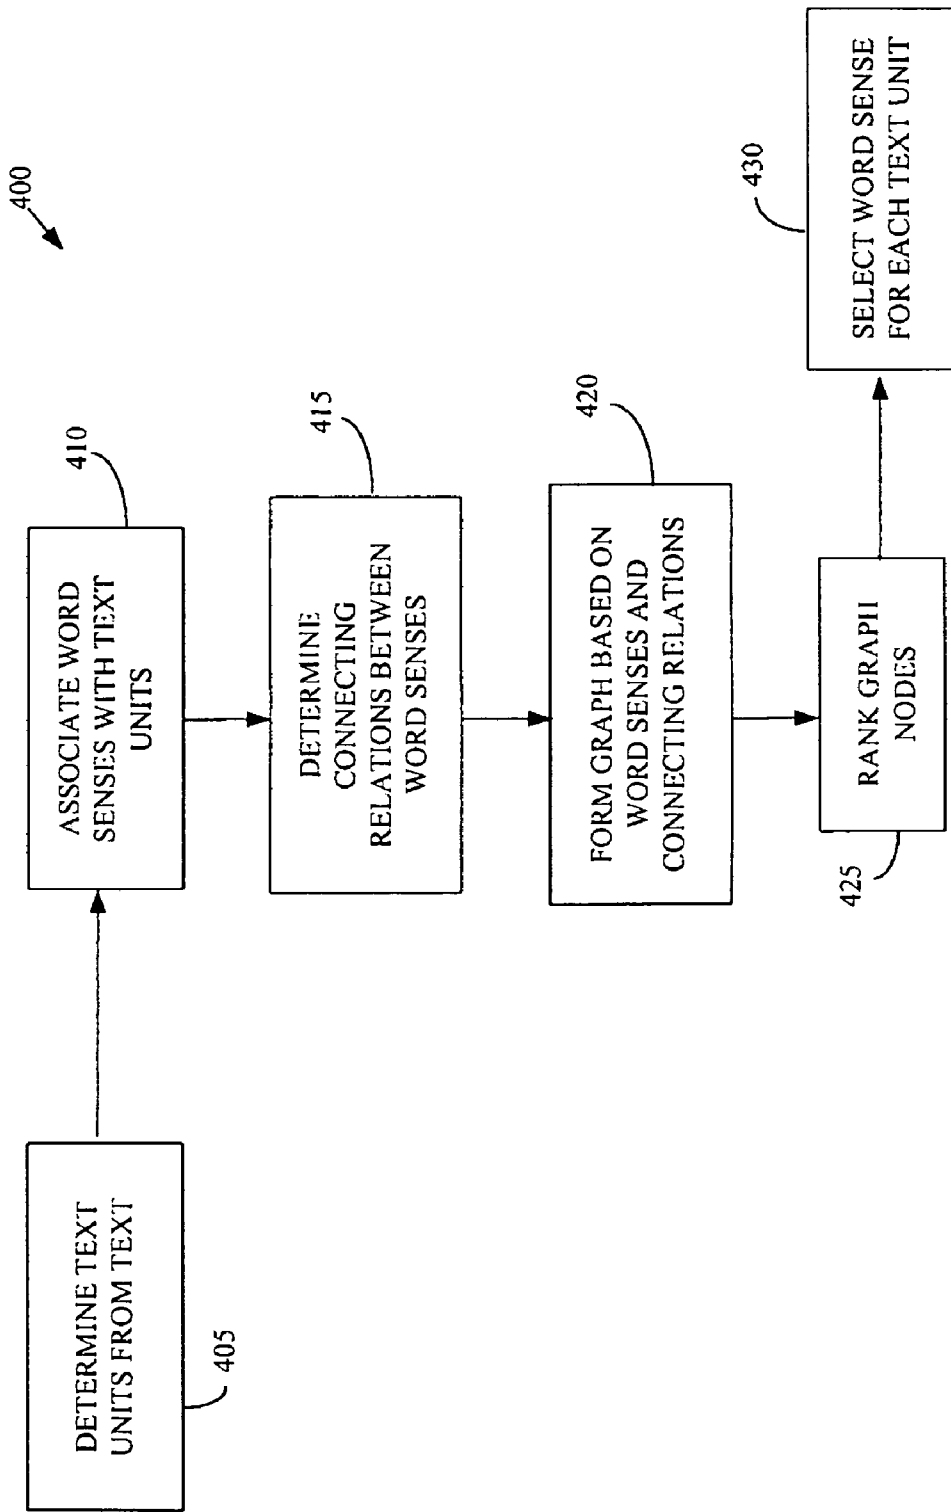 400
DETERMINE TEXT
UNITS FROM TEXT
405
ASSOCIATE WORD
SENSES WITH TEXT
UNITS
410
DETERMINE
CONNECTING
RELATIONS BETWEEN
WORD SENSES
415
FORM GRAPH BASED ON
WORD SENSES AND
CONNECTING RELATIONS
420
RANK GRAPH
NODES
425
SELECT WORD SENSE
FOR EACH TEXT UNIT
430